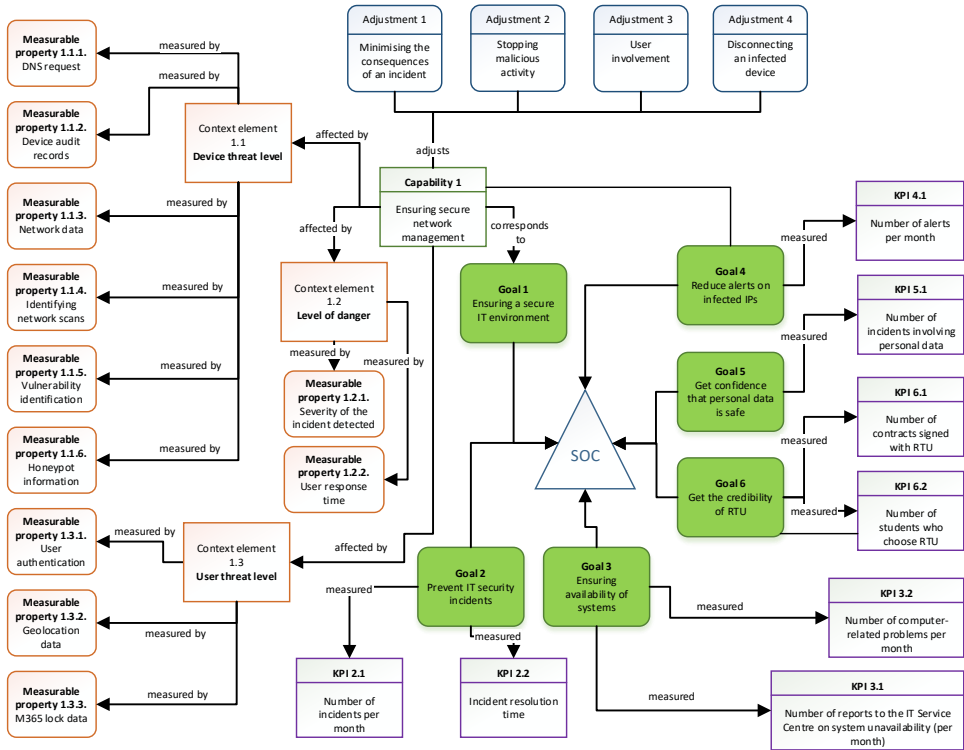 Adjustment 1
Minimising the
consequences
of an incident
Adjustment 2
Stopping
malicious
activity
Adjustment 3
User
involvement
Adjustment 4
Disconnecting
an infected
device
Measurable
property 1.1.1.
DNS request
measured by
measured by
Measurable
property 1.1.2.
Device audit
records
Context element
1.1
Device threat level
affected by
adjusts
Capability 1
Ensuring secure
network
management
Measurable
property 1.1.3.
Network data
measured by
affected by
corresponds
to
KPI 4.1
Number of alerts
per month
measured
Goal 4
Reduce alerts on
infected IPs
Goal 1
Ensuring a secure
IT environment
Measurable
property 1.1.4.
Identifying
network scans
measured by
Context element
1.2
Level of danger
measured by
measured by
KPI 5.1
Number of
incidents involving
personal data
measured
Goal 5
Get confidence
that personal data
is safe
Measurable
property 1.1.5.
Vulnerability
identification
measured by
Measurable
property 1.2.1.
Severity of the
incident detected
KPI 6.1
Number of
contracts signed
with RTU
measured
Measurable
property 1.1.6.
Honeypot
information
measured by
Measurable
property 1.2.2.
User response
time
SOC
Goal 6
Get the credibility
of RTU
measured
KPI 6.2
Number of
students who
choose RTU
Measurable
property 1.3.1.
User
authentication
measured by
Context element
1.3
User threat level
affected by
Goal 2
Prevent IT security
incidents
Goal 3
Ensuring
availability of
systems
measured
measured
measured
KPI 3.2
Number of computer-
related problems per
month
Measurable
property 1.3.2.
Geolocation
data
measured by
KPI 2.1
Number of
incidents per
month
KPI 2.2
Incident resolution
time
Measurable
property 1.3.3.
M365 lock data
measured by
measured
KPI 3.1
Number of reports to the IT Service
Centre on system unavailability (per
month)